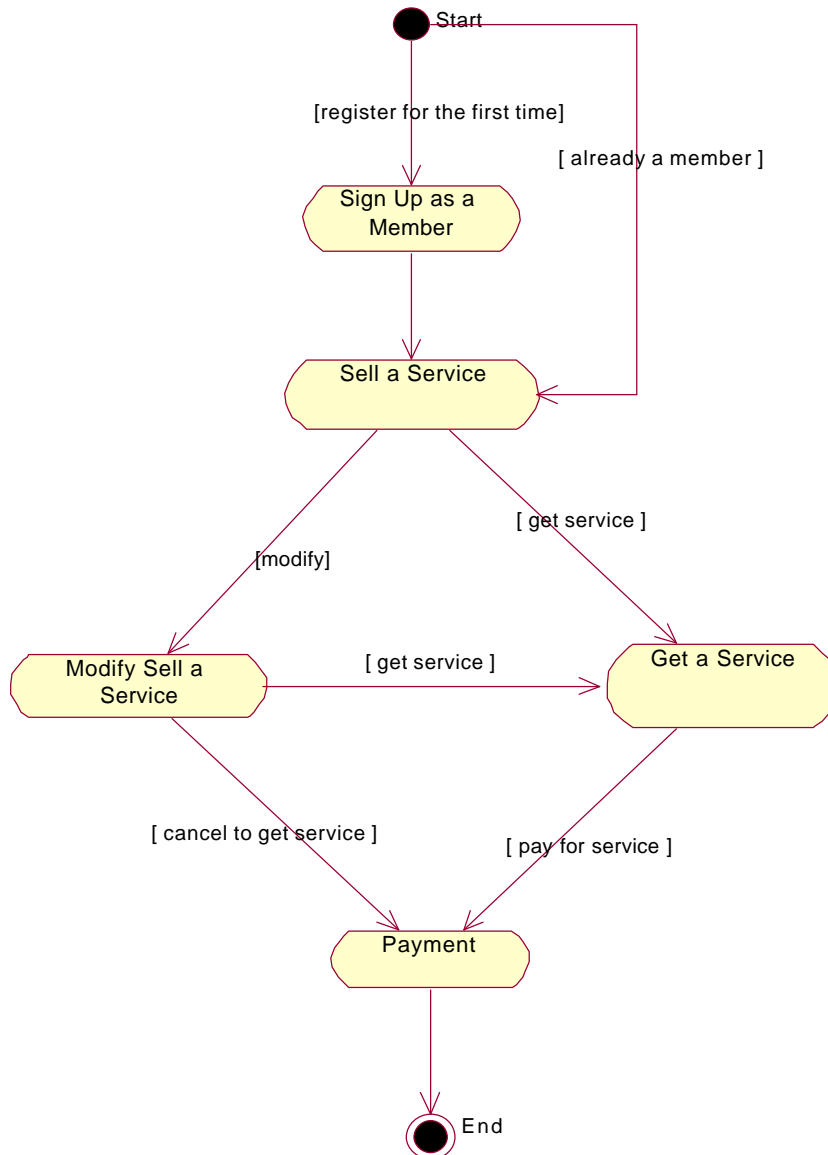 Start
[register for the first time]
[ already a member ]
Sign Up as a
Member
Sell a Service
[ get service ]
[modify]
Modify Sell a
Service
[ get service ]
Get a Service
[ cancel to get service ]
[ pay for service ]
Payment
End